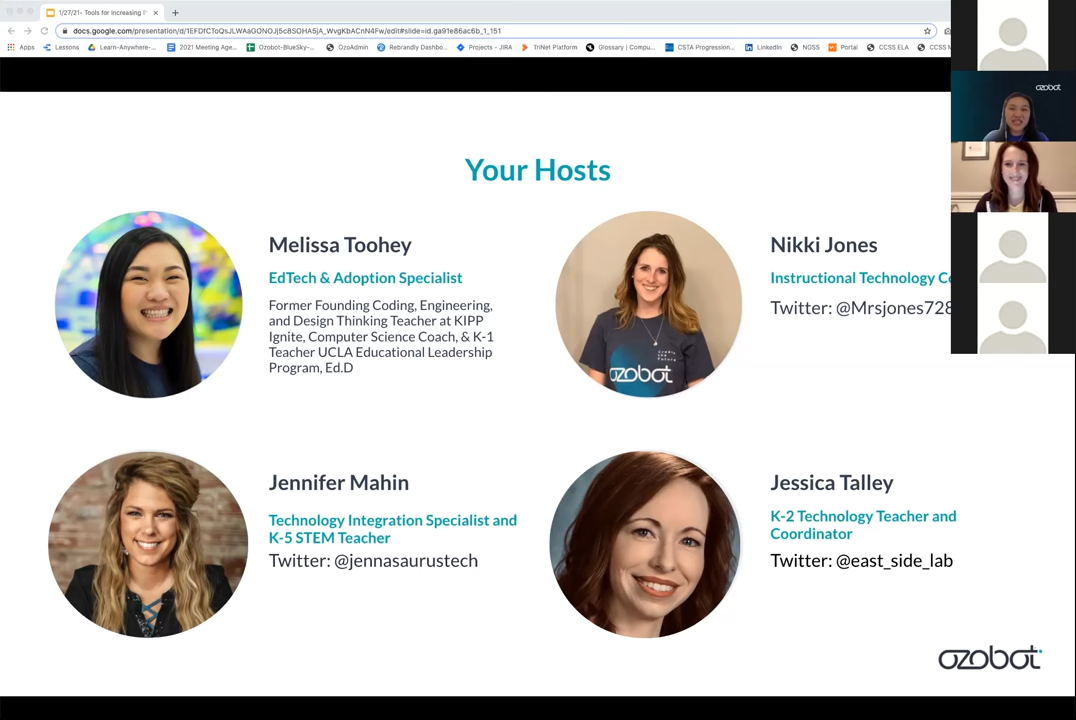 1/27/21- Tools for Increasing P
docs.google.com/presentation/d/1EFDfCToQsJLWAaGONOJj5c8SOHA5jA_WvgKbACnN4Fw/edit#slide=id.ga91e86ac6b_1_151
Apps Lessons Learn-Anywhere-... 2021 Meeting Age... Ozobot-BlueSky-... OzoAdmin Rebrandly Dashbo... Projects - JIRA TriNet Platform Glossary | Compu... CSTA Progression... LinkedIn NGSS Portal CCSS ELA CCSS M
ozobot
Your Hosts
Melissa Toohey
EdTech & Adoption Specialist
Former Founding Coding, Engineering,
and Design Thinking Teacher at KIPP
Ignite, Computer Science Coach, & K-1
Teacher UCLA Educational Leadership
Program, Ed.D
Nikki Jones
Instructional Technology Co
Twitter: @Mrsjones728
Create
the
Future
ozobot
Jennifer Mahin
Technology Integration Specialist and
K-5 STEM Teacher
Twitter: @jennasaurustech
Jessica Talley
K-2 Technology Teacher and
Coordinator
Twitter: @east_side_lab
ozobot